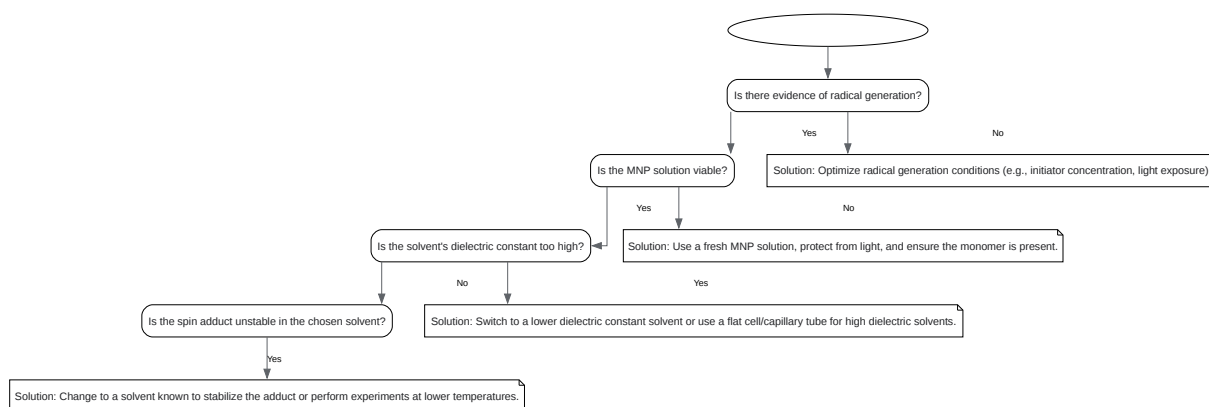 Is there evidence of radical generation?
Yes
No
Is the MNP solution viable?
Solution: Optimize radical generation conditions (e.g., initiator concentration, light exposure)
Yes
No
Is the solvent's dielectric constant too high?
Solution: Use a fresh MNP solution, protect from light, and ensure the monomer is present.
No
Yes
Is the spin adduct unstable in the chosen solvent?
Solution: Switch to a lower dielectric constant solvent or use a flat cell/capillary tube for high dielectric solvents.
Yes
Solution: Change to a solvent known to stabilize the adduct or perform experiments at lower temperatures.